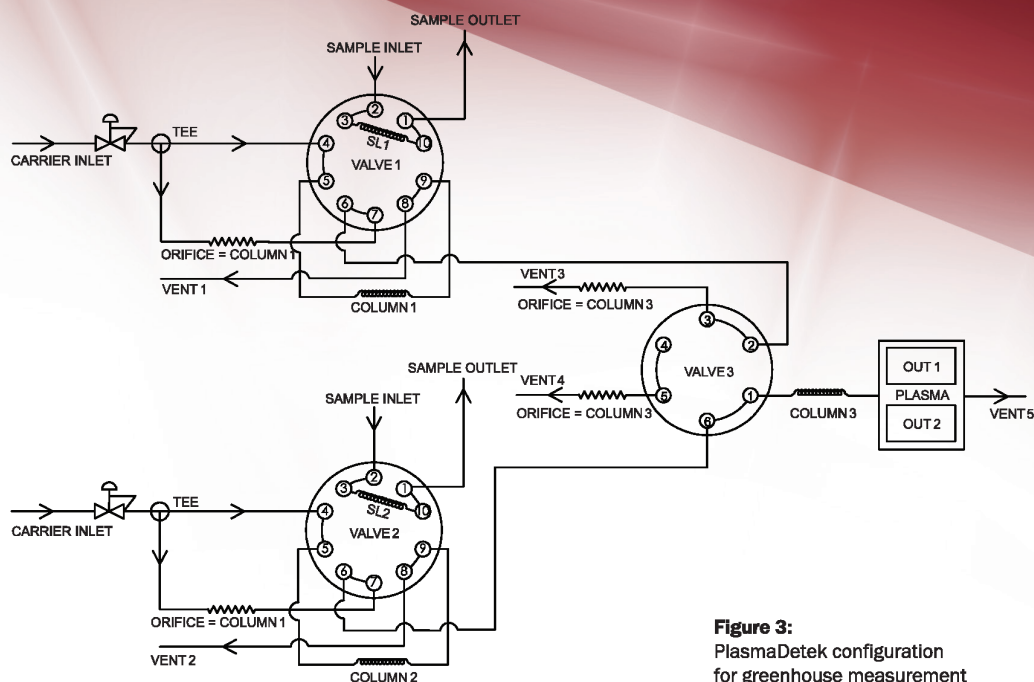 SAMPLE OUTLET
SAMPLE INLET
CARRIER INLET
TEE
2
3
1
SL1
10
4
VALVE 1
5
9
6
7
8
ORIFICE = COLUMN 1
VENT 1
COLUMN 1
VENT 3
ORIFICE = COLUMN 3
3
4
2
VALVE 3
5
1
6
VENT4
ORIFICE = COLUMN 3
COLUMN 3
OUT 1
PLASMA
OUT 2
VENT 5
SAMPLE OUTLET
SAMPLE INLET
CARRIER INLET
TEE
2
3
1
SL2
10
4
VALVE 2
5
9
6
7
8
ORIFICE = COLUMN 1
VENT 2
COLUMN 2
Figure 3:
PlasmaDetek configuration
for greenhouse measurement